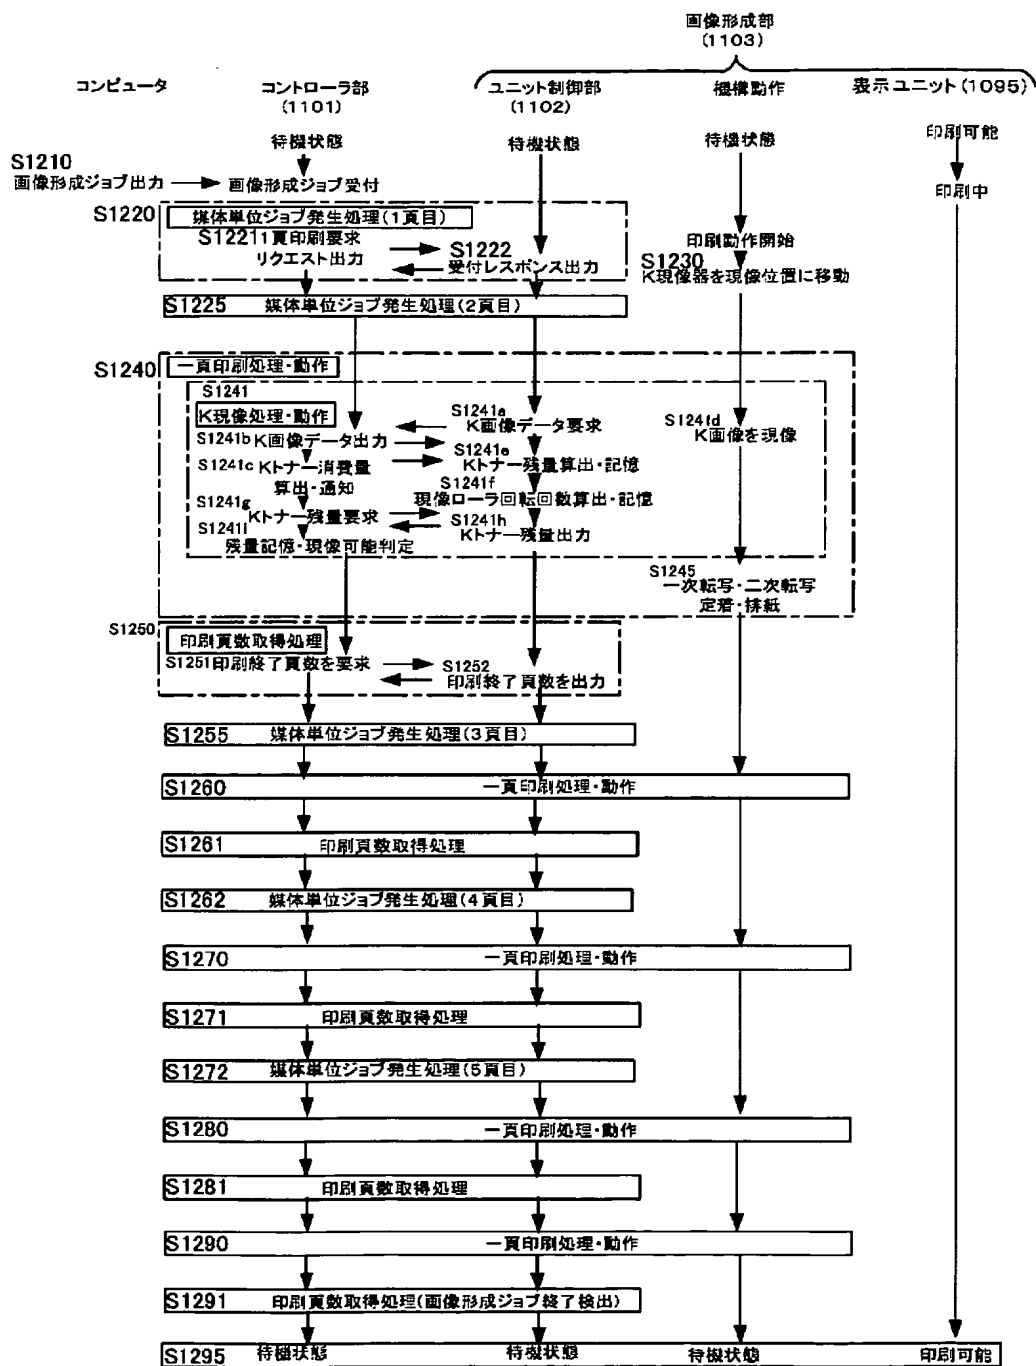 画像形成部
(1103)
コンピュータ
コントローラ部
(1101)
ユニット制御部
(1102)
機構動作
表示ユニット(1095)
待機状態
待機状態
待機状態
印刷可能
S1210
画像形成ジョブ出力
画像形成ジョブ受付
印刷中
S1220
媒体単位ジョブ発生処理(1頁目)
S1221 1頁印刷要求
リクエスト出力
S1222
受付レスポンス出力
印刷動作開始
S1230
K現像器を現像位置に移動
S1225
媒体単位ジョブ発生処理(2頁目)
S1240
一頁印刷処理・動作
S1241
K現像処理・動作
S1241a
K画像データ要求
S1241d
K画像を現像
S1241b
K画像データ出力
S1241e
Kトナー残量算出・記憶
S1241c
Kトナー消費量
算出・通知
S1241f
現像ローラ回転回数算出・記憶
S1241g
Kトナー残量要求
S1241h
Kトナー残量出力
S1241i
残量記憶・現像可能判定
S1245
一次転写・二次転写
定着・排紙
S1250
印刷頁数取得処理
S1251印刷終了頁数を要求
S1252
印刷終了頁数を出力
S1255
媒体単位ジョブ発生処理(3頁目)
S1260
一頁印刷処理・動作
S1261
印刷頁数取得処理
S1262
媒体単位ジョブ発生処理(4頁目)
S1270
一頁印刷処理・動作
S1271
印刷頁数取得処理
S1272
媒体単位ジョブ発生処理(5頁目)
S1280
一頁印刷処理・動作
S1281
印刷頁数取得処理
S1290
一頁印刷処理・動作
S1291
印刷頁数取得処理(画像形成ジョブ終了検出)
S1295
待機状態
待機状態
待機状態
印刷可能